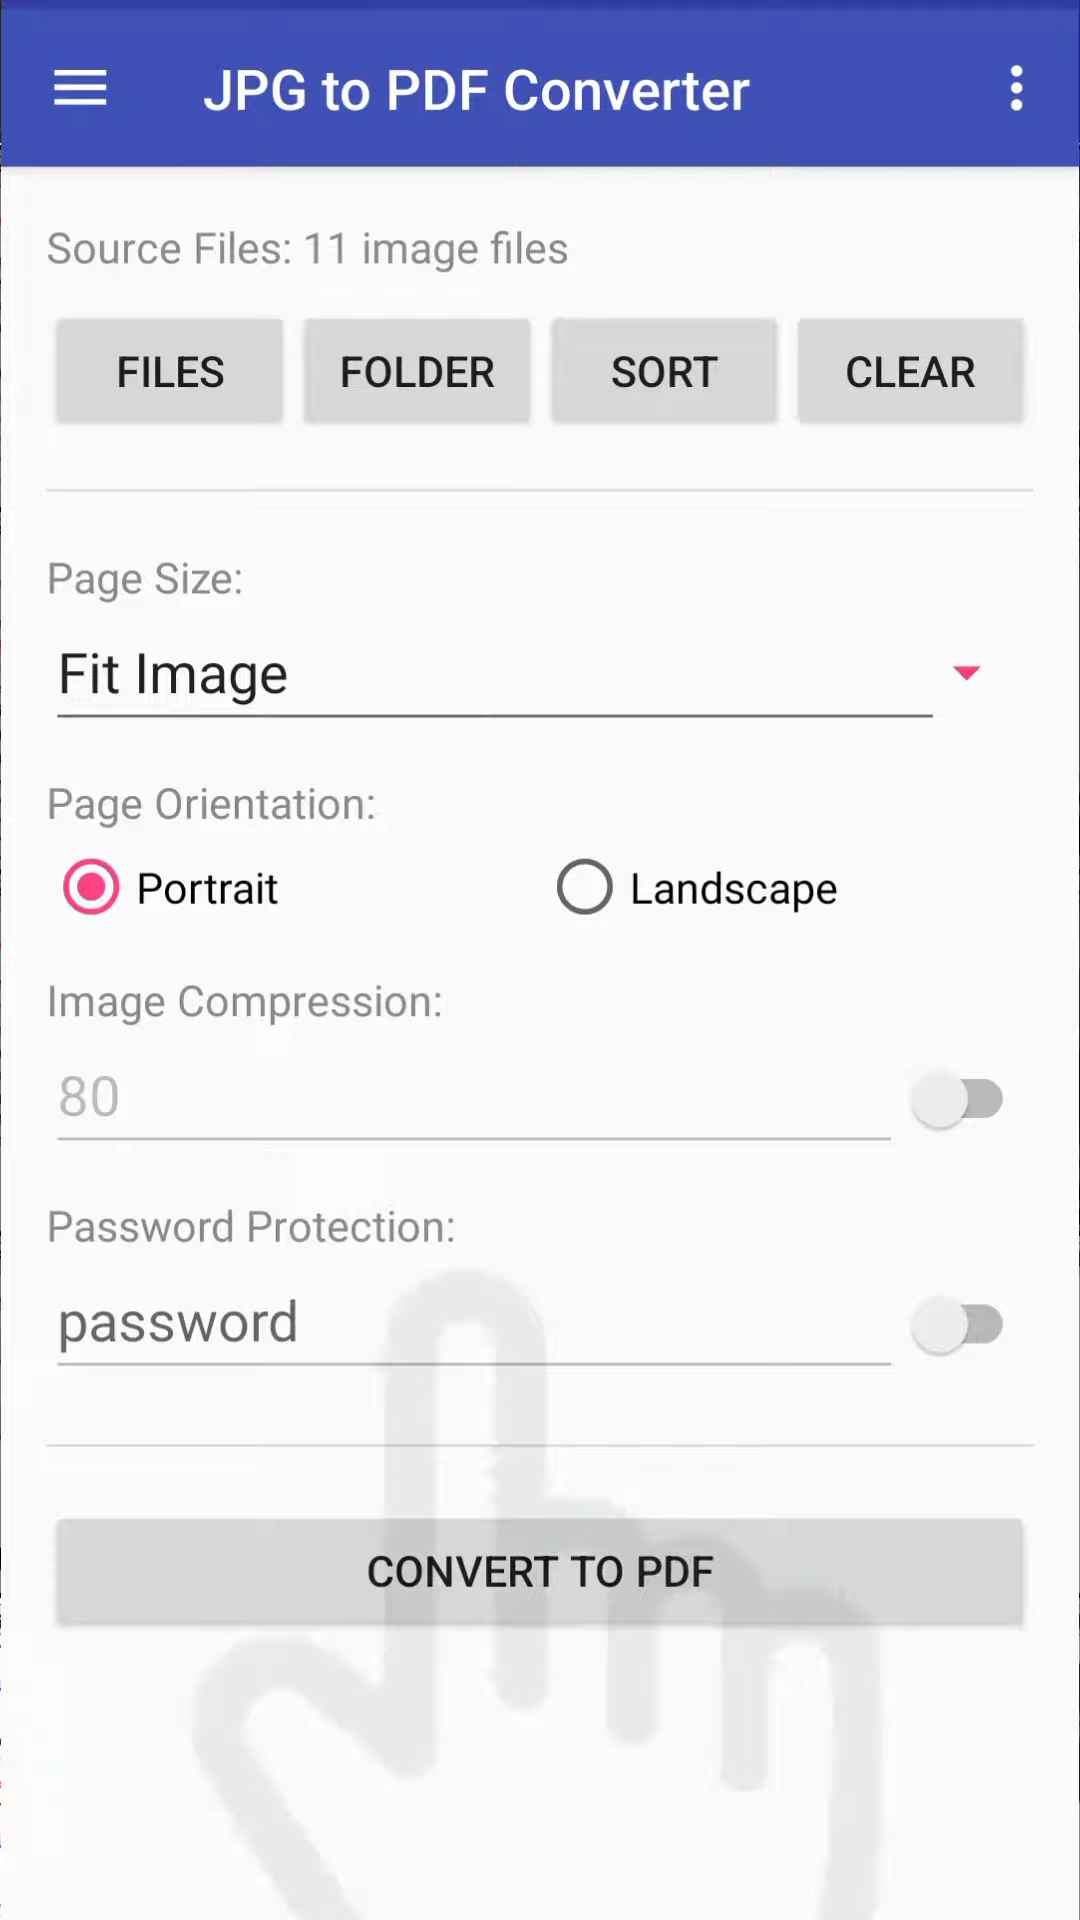 JPG to PDF Converter
Source Files: 11 image files
FILES FOLDER SORT CLEAR
Page Size:
Fit Image
Page Orientation:
Portrait Landscape
Image Compression:
80
Password Protection:
password
CONVERT TO PDF